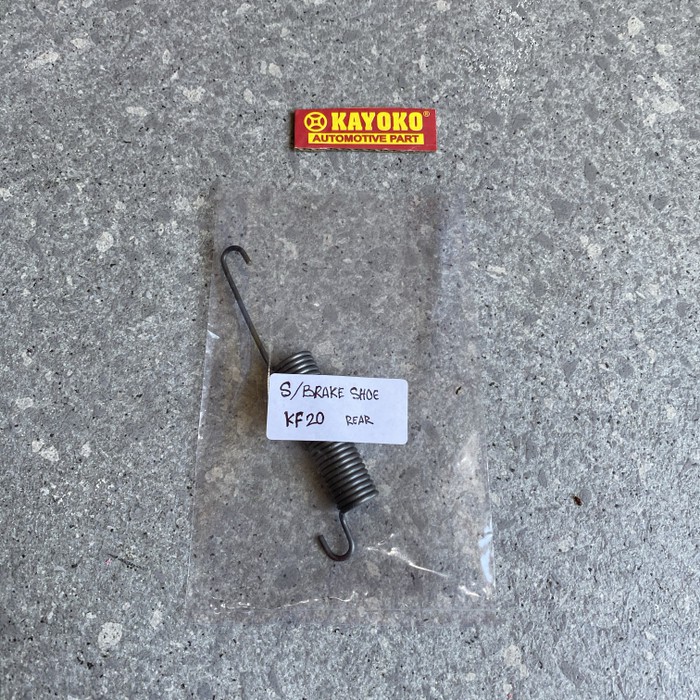 KAYOKO®
AUTOMOTIVE PART
S/BRAKE SHOE
KF20 REAR